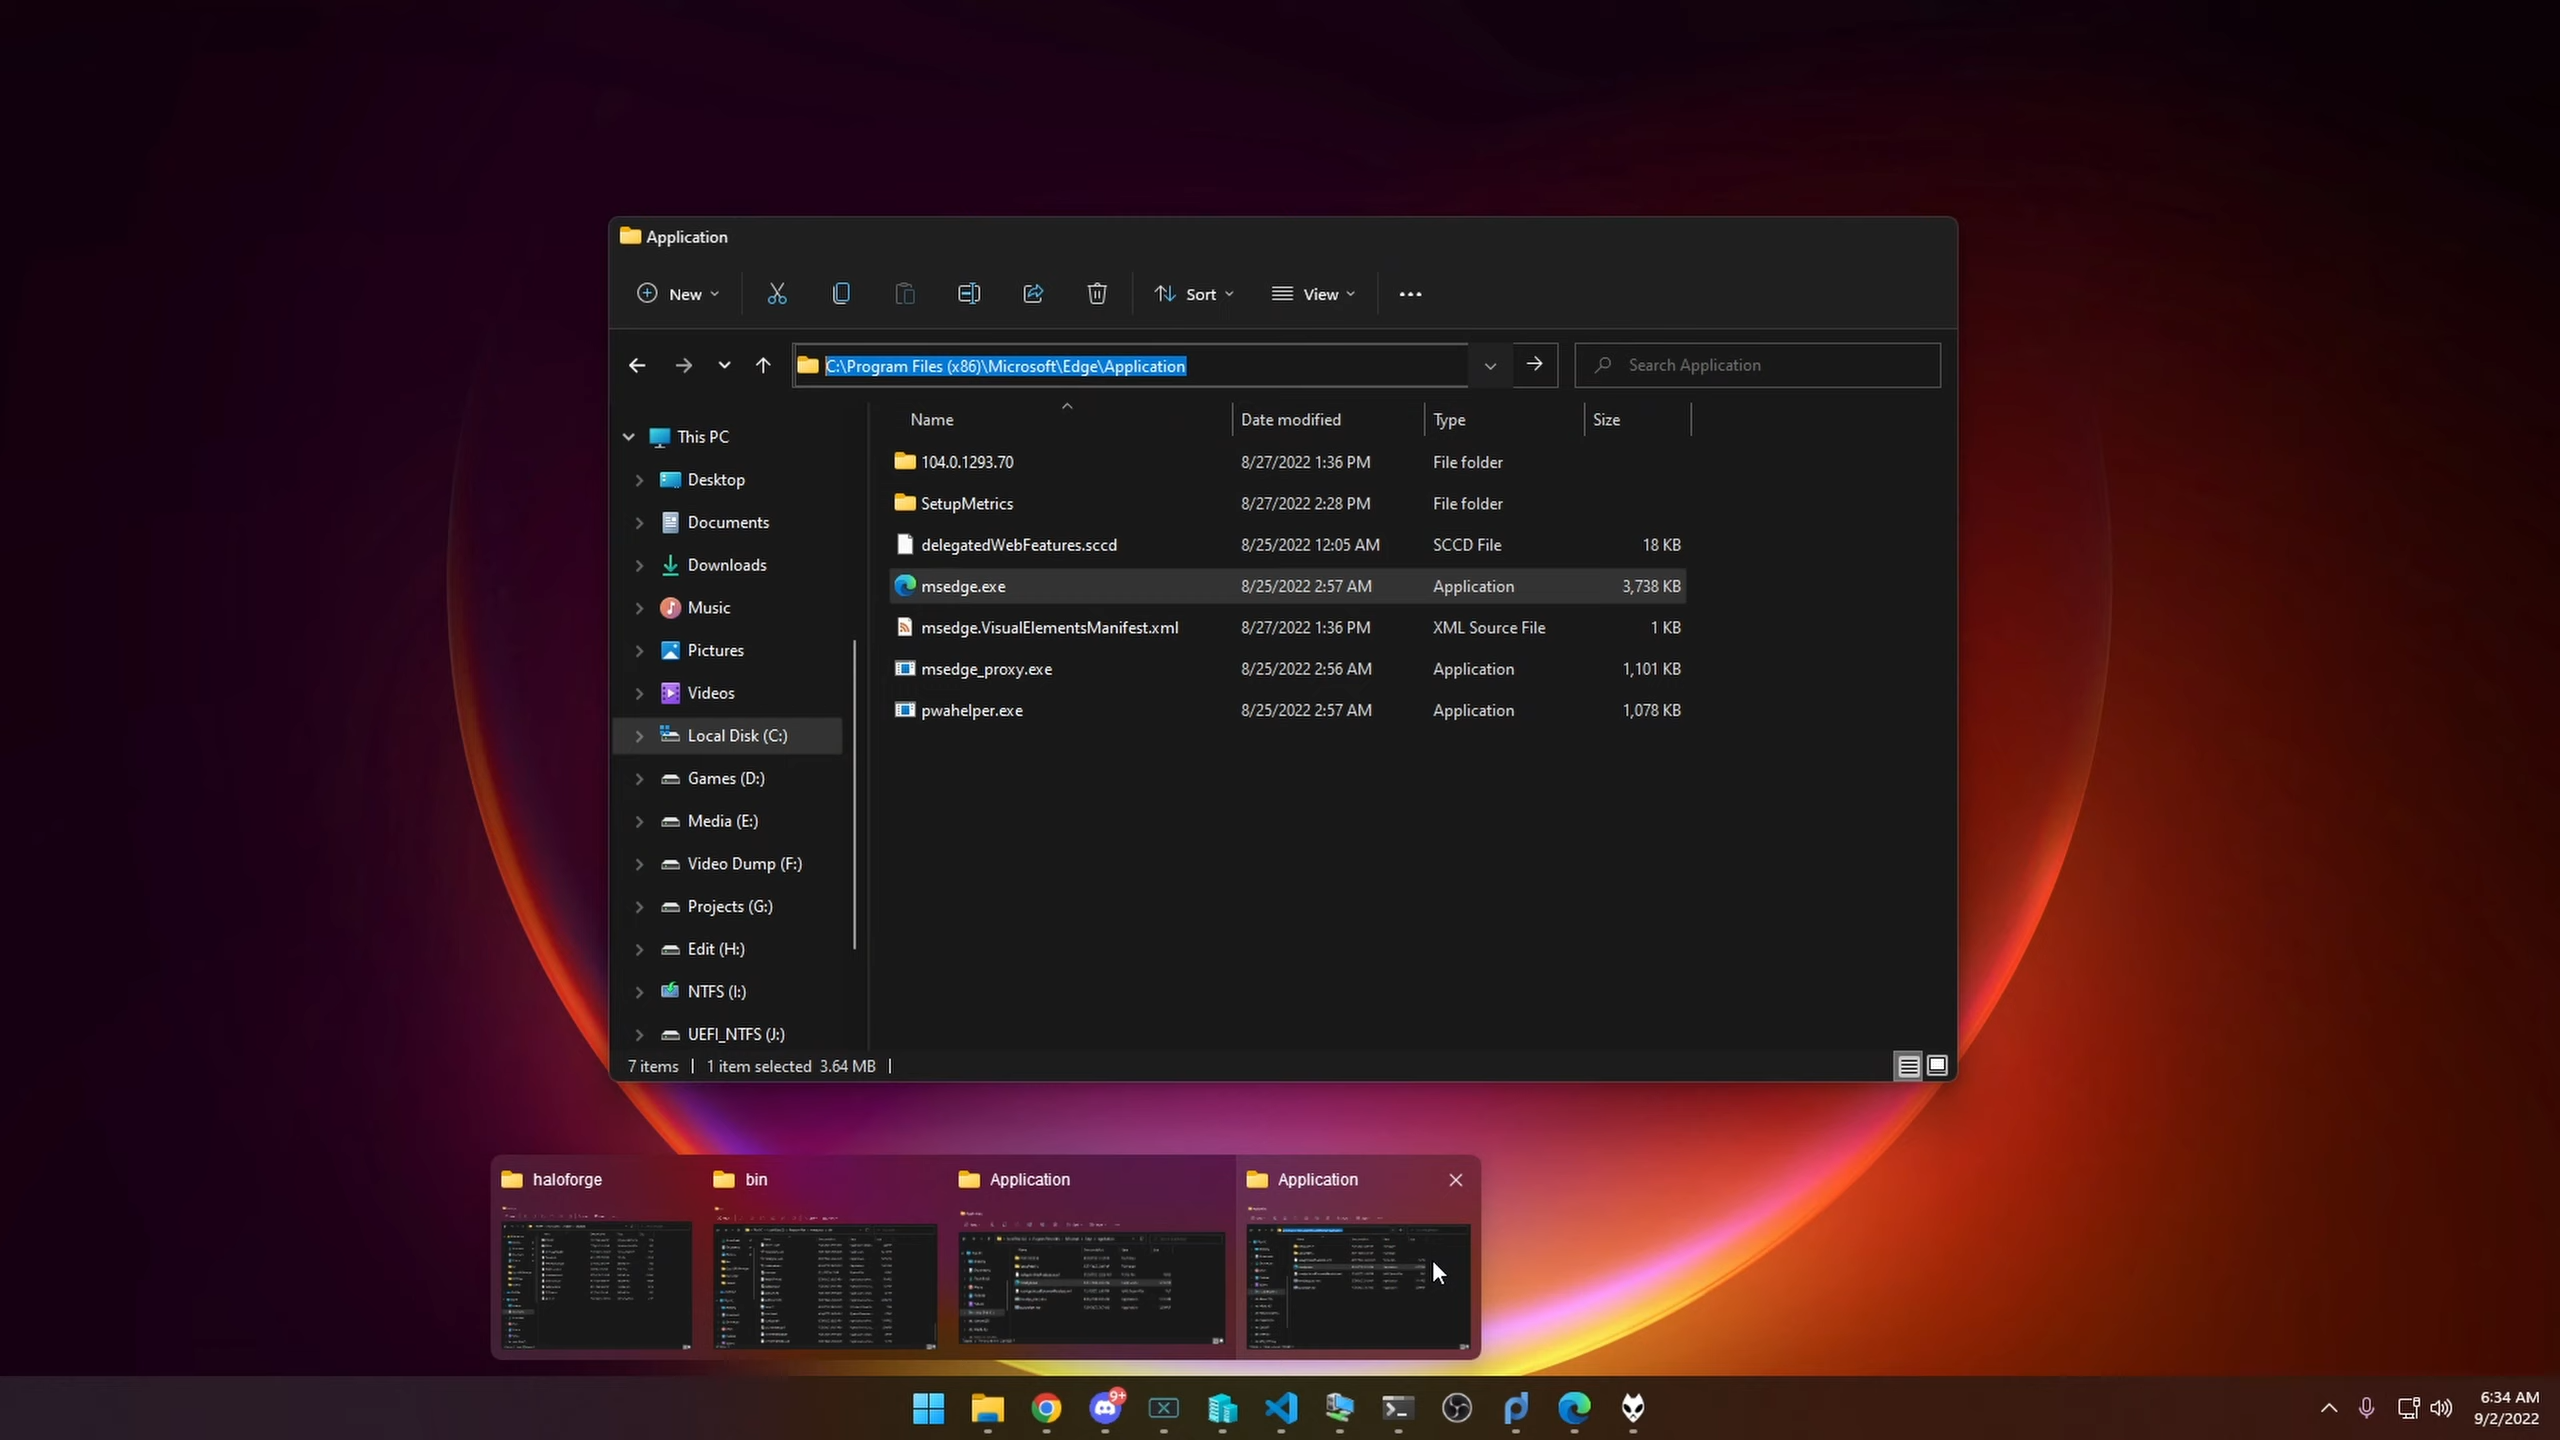 Application
New
Sort
View
C:\Program Files (x86)\Microsoft\Edge\Application
Search Application
Name Date modified Type Size
This PC
Desktop
Documents
Downloads
Music
Pictures
Videos
Local Disk (C:)
Games (D:)
Media (E:)
Video Dump (F:)
Projects (G:)
Edit (H:)
NTFS (I:)
UEFI_NTFS (J:)
104.0.1293.70 8/27/2022 1:36 PM File folder
SetupMetrics 8/27/2022 2:28 PM File folder
delegatedWebFeatures.sccd 8/25/2022 12:05 AM SCCD File 18 KB
msedge.exe 8/25/2022 2:57 AM Application 3,738 KB
msedge.VisualElementsManifest.xml 8/27/2022 1:36 PM XML Source File 1 KB
msedge_proxy.exe 8/25/2022 2:56 AM Application 1,101 KB
pwahelper.exe 8/25/2022 2:57 AM Application 1,078 KB
7 items 1 item selected 3.64 MB
haloforge
bin
Application
Application
9+
6:34 AM
9/2/2022